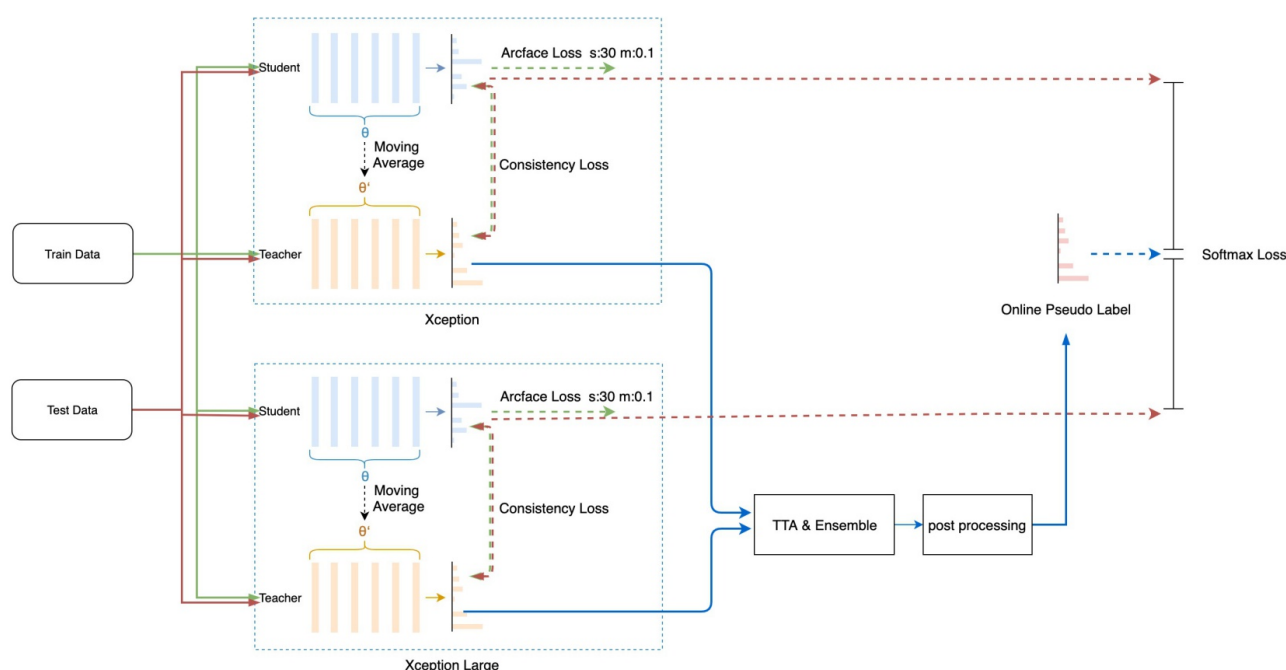 Student
Arcface Loss s:30 m:0.1
θ
Moving
Average
Consistency Loss
θ‘
Train Data
Teacher
Softmax Loss
Online Pseudo Label
Xception
Test Data
Student
Arcface Loss s:30 m:0.1
θ
Moving
Average
Consistency Loss
TTA & Ensemble
post processing
θ‘
Teacher
Xception Large